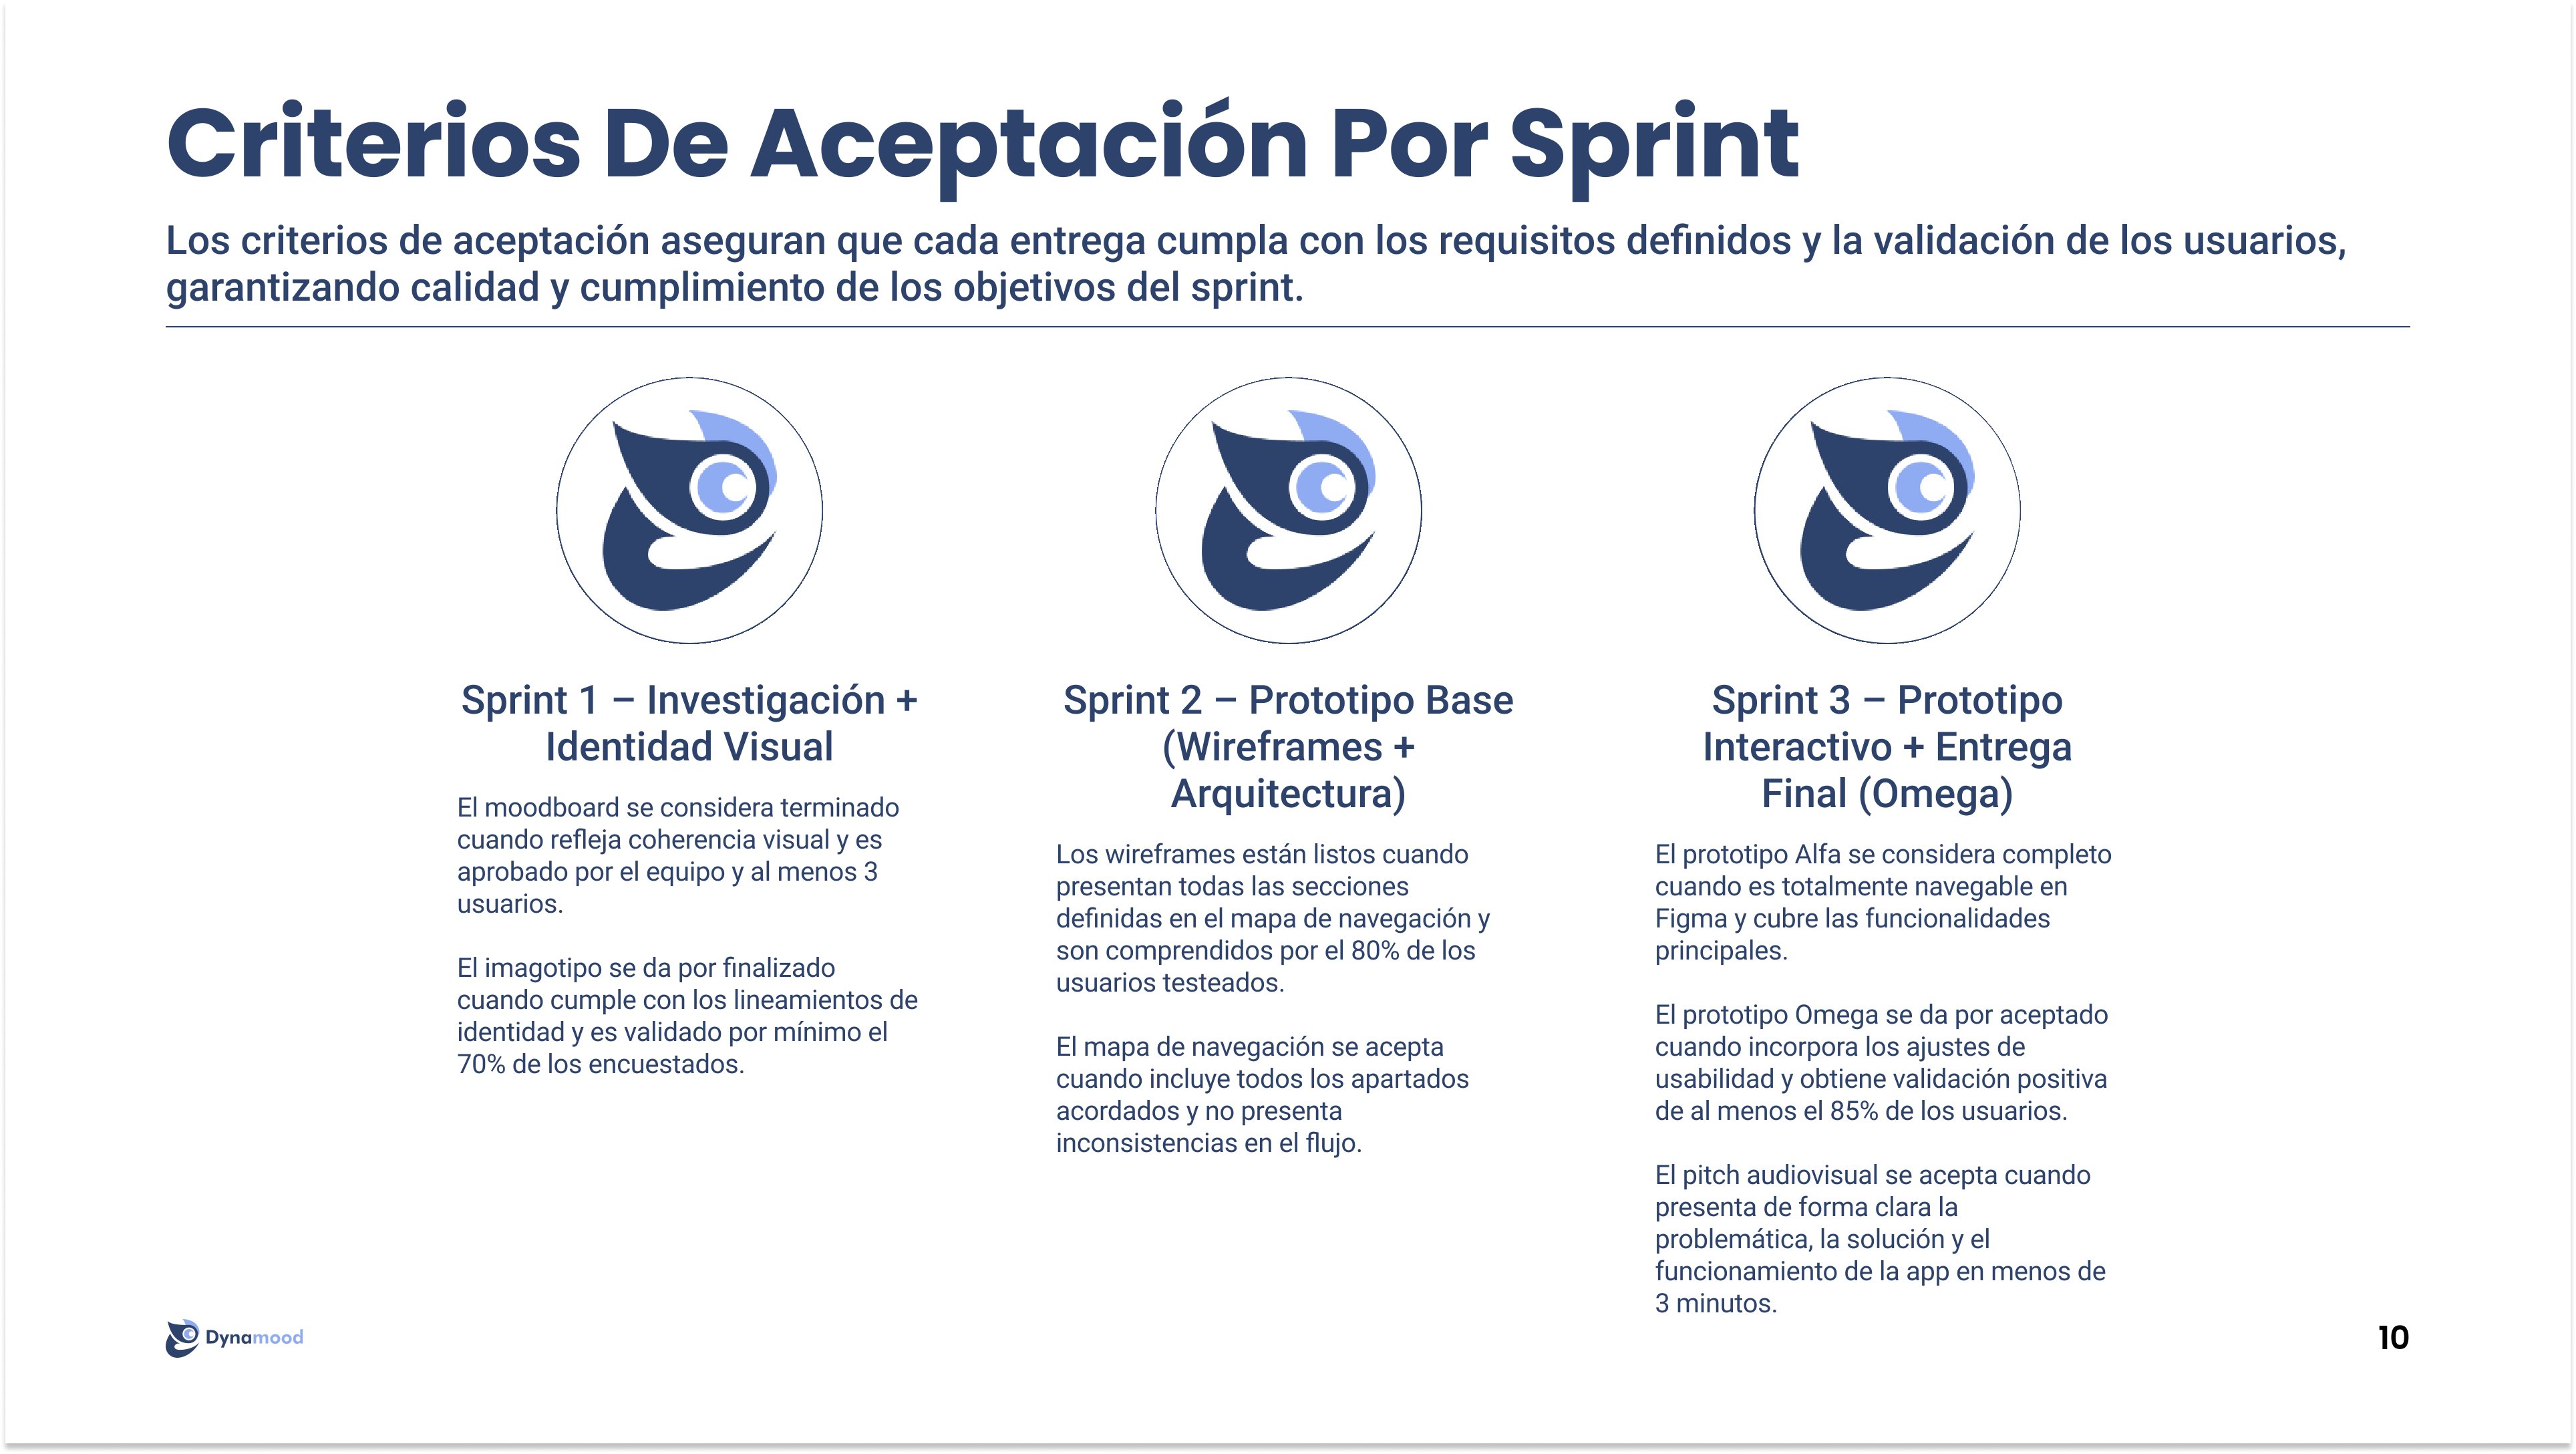 Criterios De Aceptación Por Sprint
Los criterios de aceptación aseguran que cada entrega cumpla con los requisitos definidos y la validación de los usuarios,
garantizando calidad y cumplimiento de los objetivos del sprint.
Sprint 1 – Investigación +
Identidad Visual
El moodboard se considera terminado
cuando refleja coherencia visual y es
aprobado por el equipo y al menos 3
usuarios.
El imagotipo se da por finalizado
cuando cumple con los lineamientos de
identidad y es validado por mínimo el
70% de los encuestados.
Sprint 2 – Prototipo Base
(Wireframes +
Arquitectura)
Los wireframes están listos cuando
presentan todas las secciones
definidas en el mapa de navegación y
son comprendidos por el 80% de los
usuarios testeados.
El mapa de navegación se acepta
cuando incluye todos los apartados
acordados y no presenta
inconsistencias en el flujo.
Sprint 3 – Prototipo
Interactivo + Entrega
Final (Omega)
El prototipo Alfa se considera completo
cuando es totalmente navegable en
Figma y cubre las funcionalidades
principales.
El prototipo Omega se da por aceptado
cuando incorpora los ajustes de
usabilidad y obtiene validación positiva
de al menos el 85% de los usuarios.
El pitch audiovisual se acepta cuando
presenta de forma clara la
problemática, la solución y el
funcionamiento de la app en menos de
3 minutos.
Dynamood
10